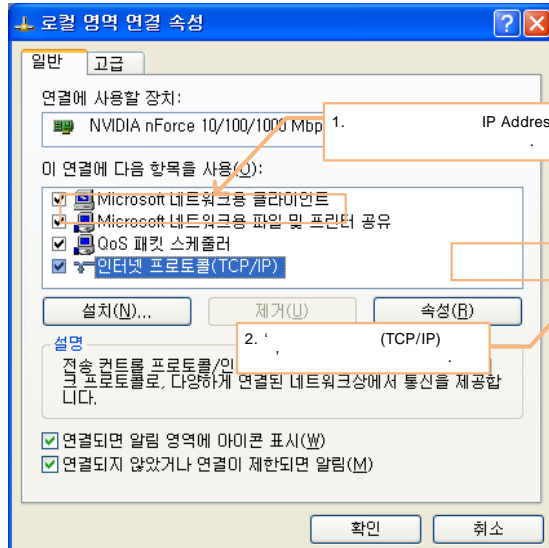 로컬 영역 연결 속성
일반 고급
연결에 사용할 장치:
NVIDIA nForce 10/100/1000 Mbp
1. IP Addres
.
이 연결에 다음 항목을 사용(O):
Microsoft 네트워크용 클라이언트
Microsoft 네트워크용 파일 및 프린터 공유
QoS 패킷 스케줄러
인터넷 프로토콜(TCP/IP)
설치(N)... 제거(U) 속성(R)
2. ‘ (TCP/IP)
, .
설명
전송 컨트롤 프로토콜/인
크 프로토콜로, 다양하게 연결된 네트워크상에서 통신을 제공합
니다.
연결되면 알림 영역에 아이콘 표시(W)
연결되지 않았거나 연결이 제한되면 알림(M)
확인 취소